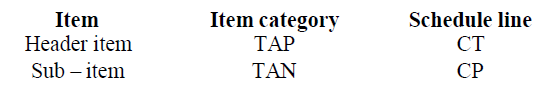 Item Item category Schedule line
Header item TAP CT
Sub – item TAN CP